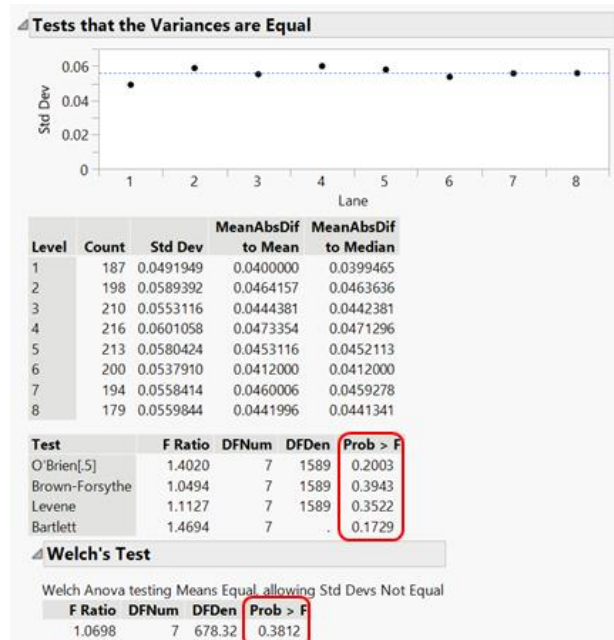 Tests that the Variances are Equal
0.06
0.04
0.02
0
Std Dev
1 2 3 4 5 6 7 8
Lane
MeanAbsDif MeanAbsDif
Level Count Std Dev to Mean to Median
1 187 0.0491949 0.0400000 0.0399465
2 198 0.0589392 0.0464157 0.0463636
3 210 0.0553116 0.0444381 0.0442381
4 216 0.0601058 0.0473354 0.0471296
5 213 0.0580424 0.0453116 0.0452113
6 200 0.0537910 0.0412000 0.0412000
7 194 0.0558414 0.0460006 0.0459278
8 179 0.0559844 0.0441996 0.0441341
Test F Ratio DFNum DFDen Prob > F
O'Brien[.5] 1.4020 7 1589 0.2003
Brown-Forsythe 1.0494 7 1589 0.3943
Levene 1.1127 7 1589 0.3522
Bartlett 1.4694 7 . 0.1729
Welch's Test
Welch Anova testing Means Equal, allowing Std Devs Not Equal
F Ratio DFNum DFDen Prob > F
1.0698 7 678.32 0.3812